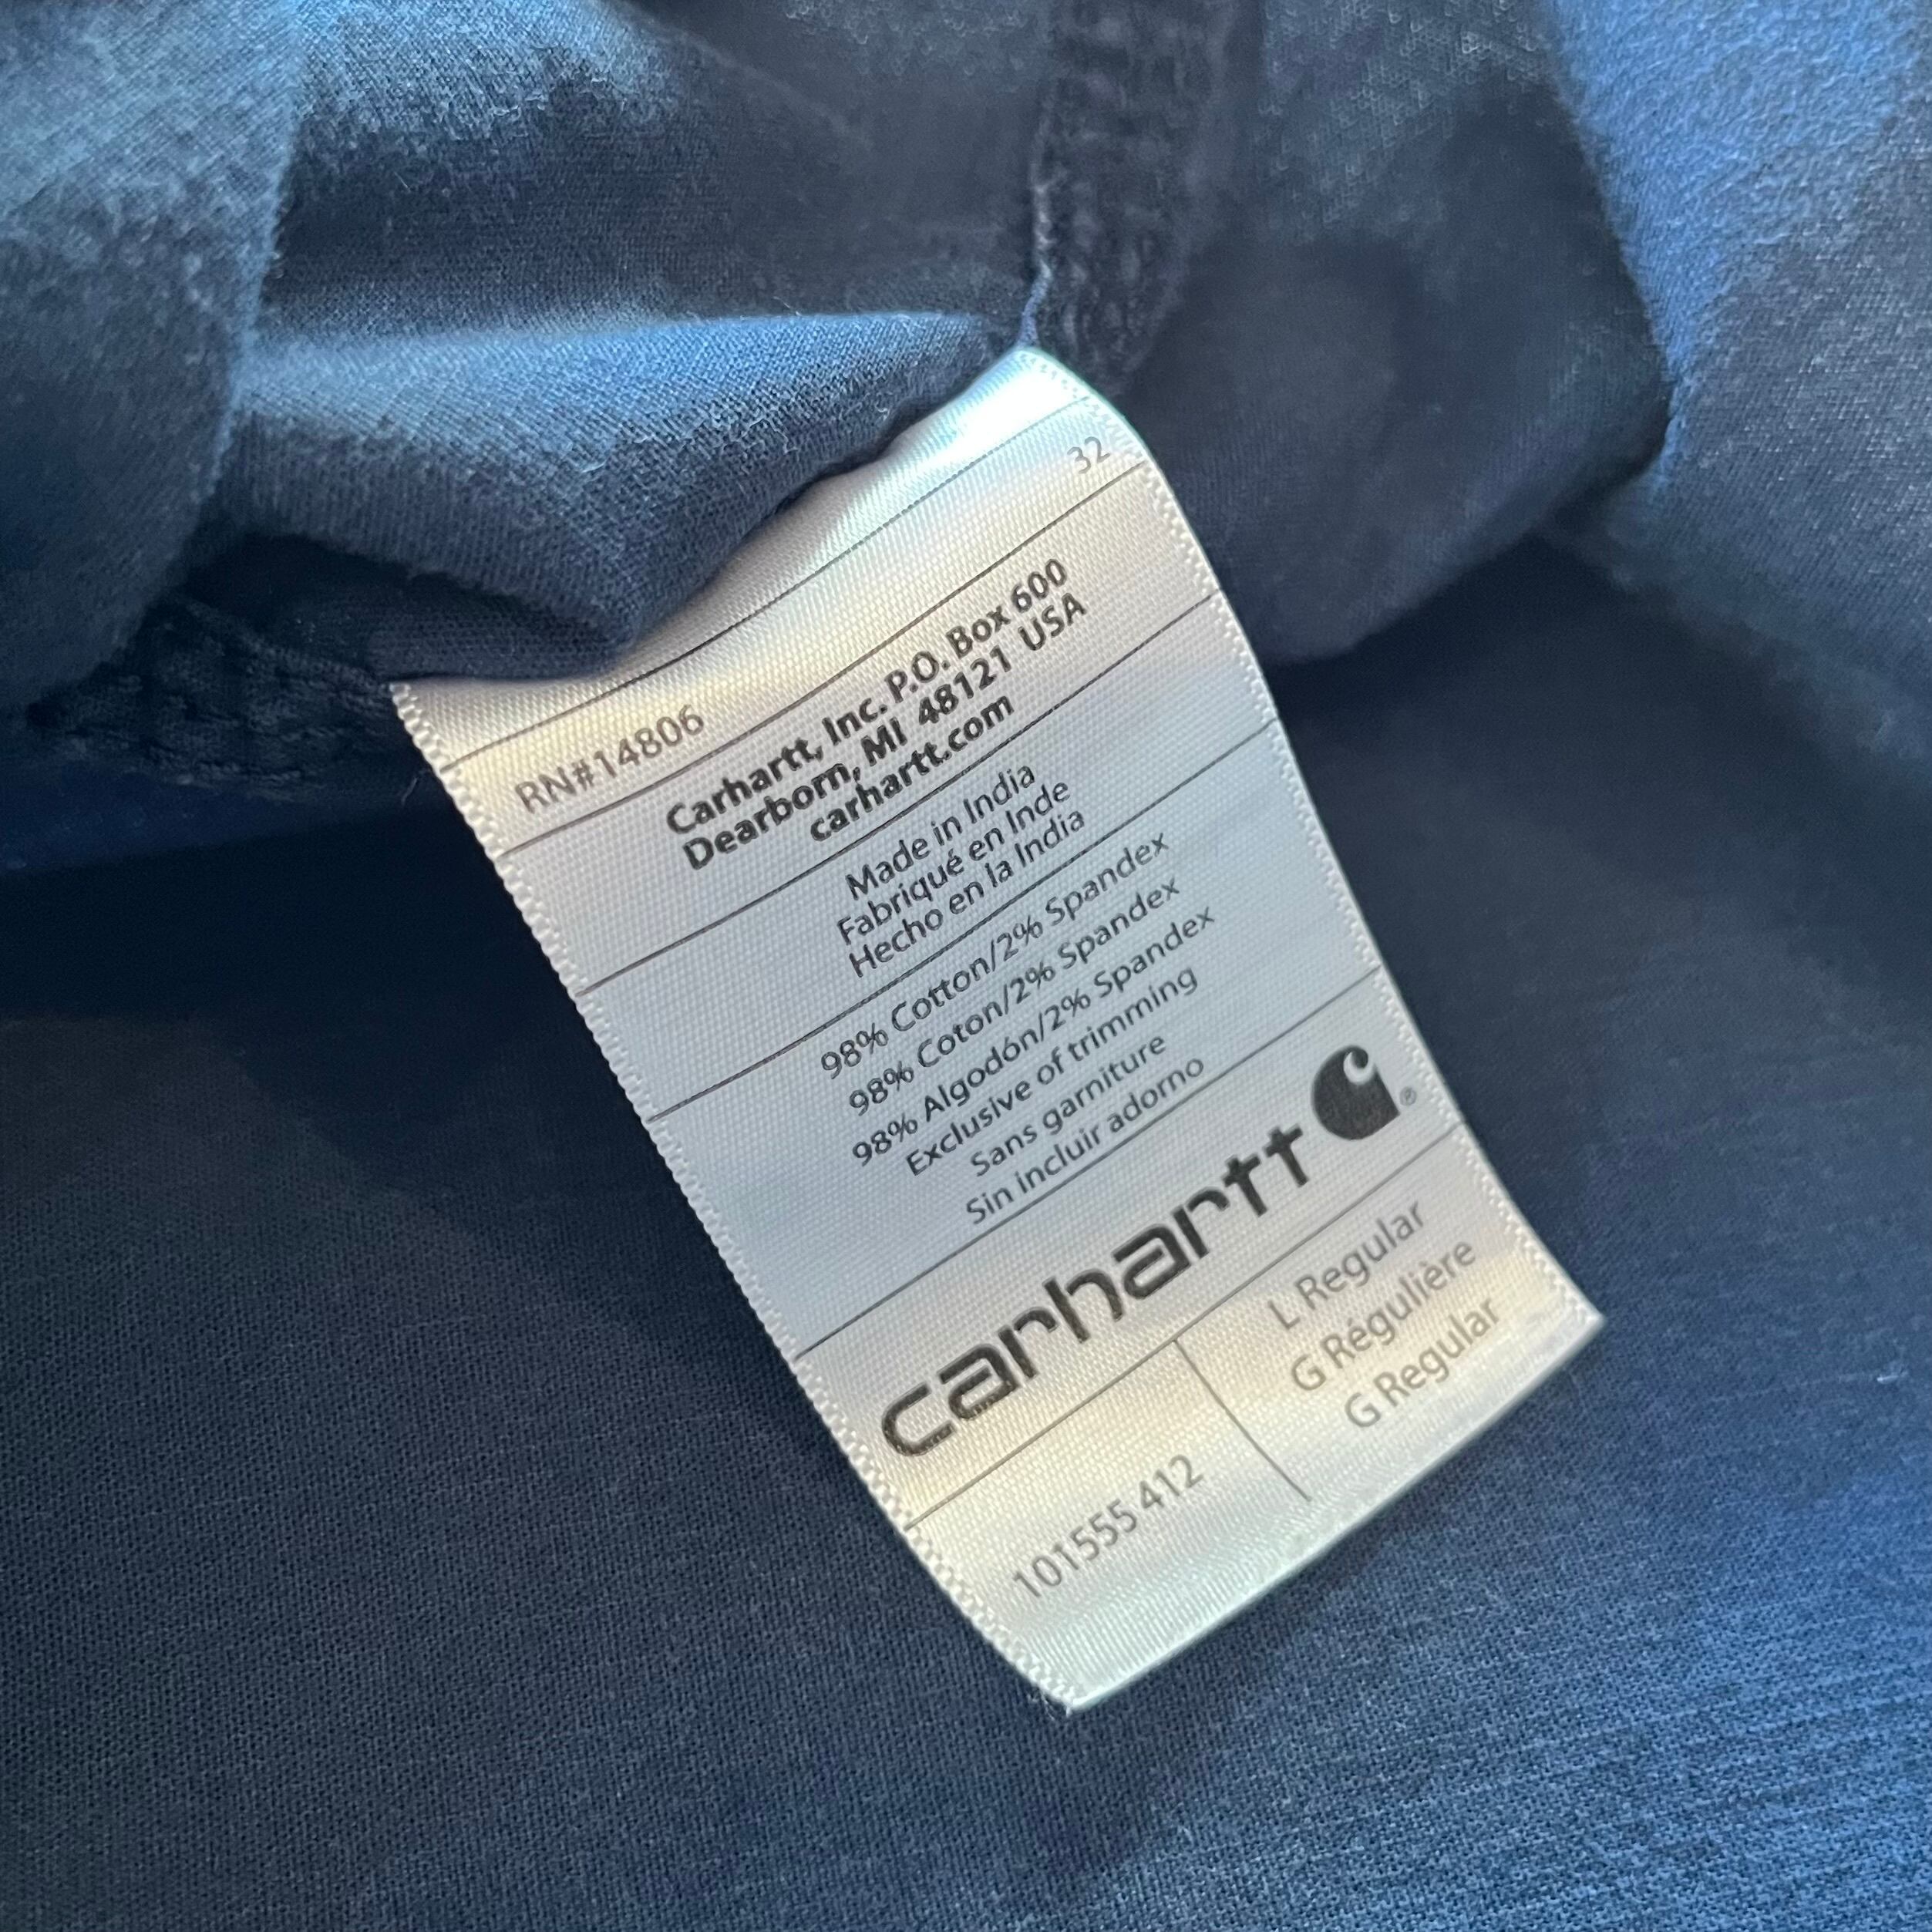 RN#14806 32
Carhartt, Inc. P.O. Box 600
Dearborn, MI 48121 USA
carhartt.com
Made in India
Fabriqué en Inde
Hecho en la India
98% Cotton/2% Spandex
98% Coton/2% Spandex
98% Algodón/2% Spandex
Exclusive of trimming
Sans garniture
Sin incluir adorno
carhartt ®
101555 412
L Regular
G Régulière
G Regular